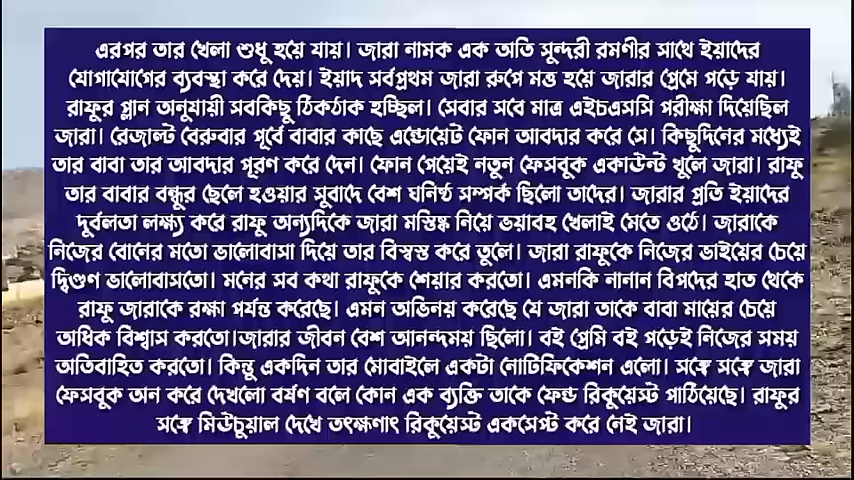 এরপর তার খেলা শুধু হয়ে যায়। জারা নামক এক অতি সুন্দরী রমণীর সাথে ইয়াদের
যোগাযোগের ব্যবস্থা করে দেয়। ইয়াদ সর্বপ্রথম জারা রুপে মত্ত হয়ে জারার প্রেমে পড়ে যায়।
রাফুর প্লান অনুযায়ী সবকিছু ঠিকঠাক হচ্ছিল। সেবার সবে মাত্র এইচএসসি পরীক্ষা দিয়েছিল
জারা। রেজাল্ট বেরুবার পূর্বে বাবার কাছে এন্ডোয়েট ফোন আবদার করে সে। কিছুদিনের মধ্যেই
তার বাবা তার আবদার পূরণ করে দেন। ফোন পেয়েই নতুন ফেসবুক একাউন্ট খুলে জারা। রাফু
তার বাবার বন্ধুর ছেলে হওয়ার সুবাদে বেশ ঘনিষ্ঠ সম্পর্ক ছিলো তাদের। জারার প্রতি ইয়াদের
দুর্বলতা লক্ষ্য করে রাফু অন্যদিকে জারা মস্তিষ্ক নিয়ে ভয়াবহ খেলাই মেতে ওঠে। জারাকে
নিজের বোনের মতো ভালোবাসা দিয়ে তার বিস্বস্ত করে তুলে। জারা রাফুকে নিজের ভাইয়ের চেয়ে
দ্বিগুণ ভালোবাসতো। মনের সব কথা রাফুকে শেয়ার করতো। এমনকি নানান বিপদের হাত থেকে
রাফু জারাকে রক্ষা পর্যন্ত করেছে। এমন অভিনয় করেছে যে জারা তাকে বাবা মায়ের চেয়ে
অধিক বিশ্বাস করতো।জারার জীবন বেশ আনন্দময় ছিলো। বই প্রেমি বই পড়েই নিজের সময়
অতিবাহিত করতো। কিন্তু একদিন তার মোবাইলে একটা নোটিফিকেশন এলো। সঙ্গে সঙ্গে জারা
ফেসবুক অন করে দেখলো বর্ষণ বলে কোন এক ব্যক্তি তাকে ফেন্ড রিকুয়েস্ট পাঠিয়েছে। রাফুর
সঙ্গে মিউচুয়াল দেখে তৎক্ষণাৎ রিকুয়েস্ট একসেপ্ট করে নেই জারা।